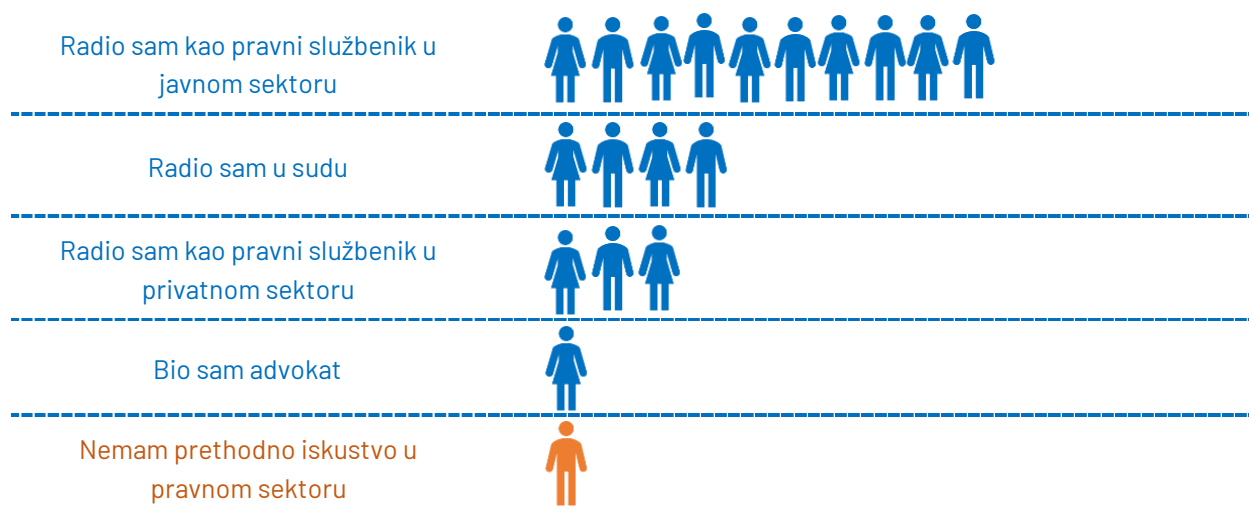 Radio sam kao pravni službenik u
javnom sektoru
Radio sam u sudu
Radio sam kao pravni službenik u
privatnom sektoru
Bio sam advokat
Nemam prethodno iskustvo u
pravnom sektoru